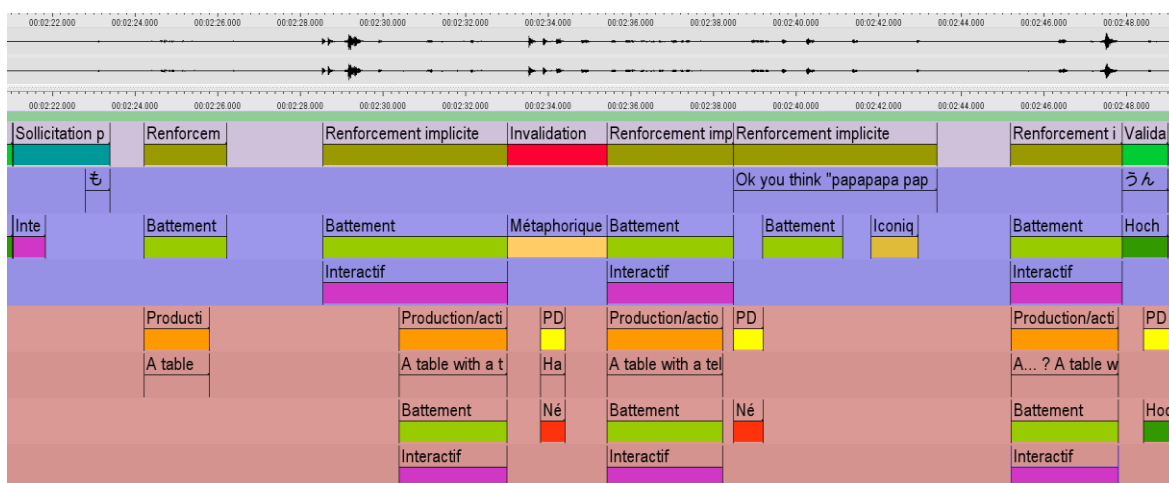 00:02:22.000 00:02:24.000 00:02:26.000 00:02:28.000 00:02:30.000 00:02:32.000 00:02:34.000 00:02:36.000 00:02:38.000 00:02:40.000 00:02:42.000 00:02:44.000 00:02:46.000 00:02:48.000
00:02:22.000 00:02:24.000 00:02:26.000 00:02:28.000 00:02:30.000 00:02:32.000 00:02:34.000 00:02:36.000 00:02:38.000 00:02:40.000 00:02:42.000 00:02:44.000 00:02:46.000 00:02:48.000
Sollicitation p Renforcem Renforcement implicite Invalidation Renforcement imp Renforcement implicite Renforcement i Valida
も Ok you think "papapapa pap うん
Inte Battement Battement Métaphorique Battement Battement Iconiq Battement Hoch
Interactif Interactif Interactif
Producti Production/acti PD Production/actio PD Production/acti PD
A table A table with a t Ha A table with a tel A... ? A table w
Battement Né Battement Né Battement Hoc
Interactif Interactif Interactif